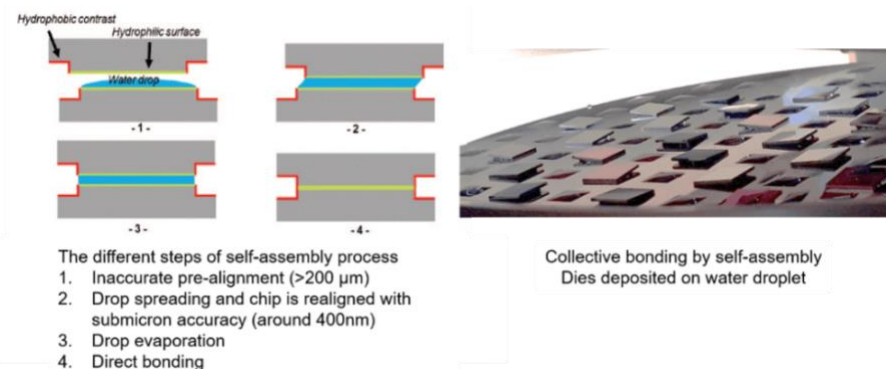 Hydrophobic contrast
Hydrophilic surface
Water drop
- 1 -
- 2 -
- 3 -
- 4 -
The different steps of self-assembly process
1. Inaccurate pre-alignment (>200 µm)
2. Drop spreading and chip is realigned with
submicron accuracy (around 400nm)
3. Drop evaporation
4. Direct bonding
Collective bonding by self-assembly
Dies deposited on water droplet